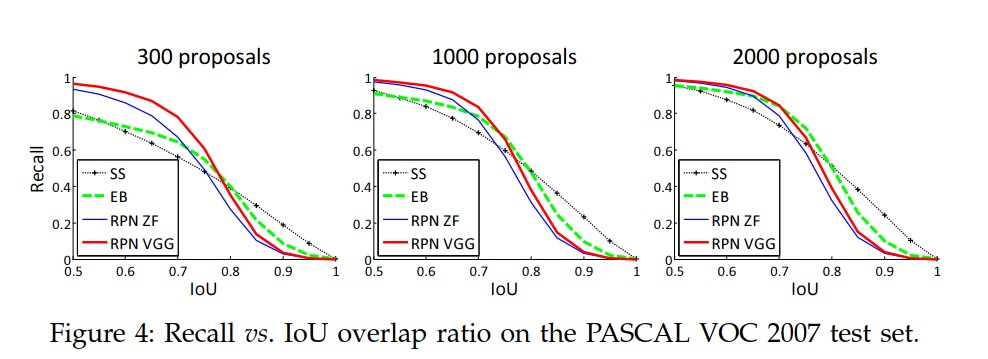 300 proposals
1000 proposals
2000 proposals
Recall
1
0.8
0.6
0.4
0.2
0
SS
EB
RPN ZF
RPN VGG
0.5
0.6
0.7
0.8
0.9
1
IoU
1
0.8
0.6
0.4
0.2
0
SS
EB
RPN ZF
RPN VGG
0.5
0.6
0.7
0.8
0.9
1
IoU
1
0.8
0.6
0.4
0.2
0
SS
EB
RPN ZF
RPN VGG
0.5
0.6
0.7
0.8
0.9
1
IoU
Figure 4: Recall vs. IoU overlap ratio on the PASCAL VOC 2007 test set.